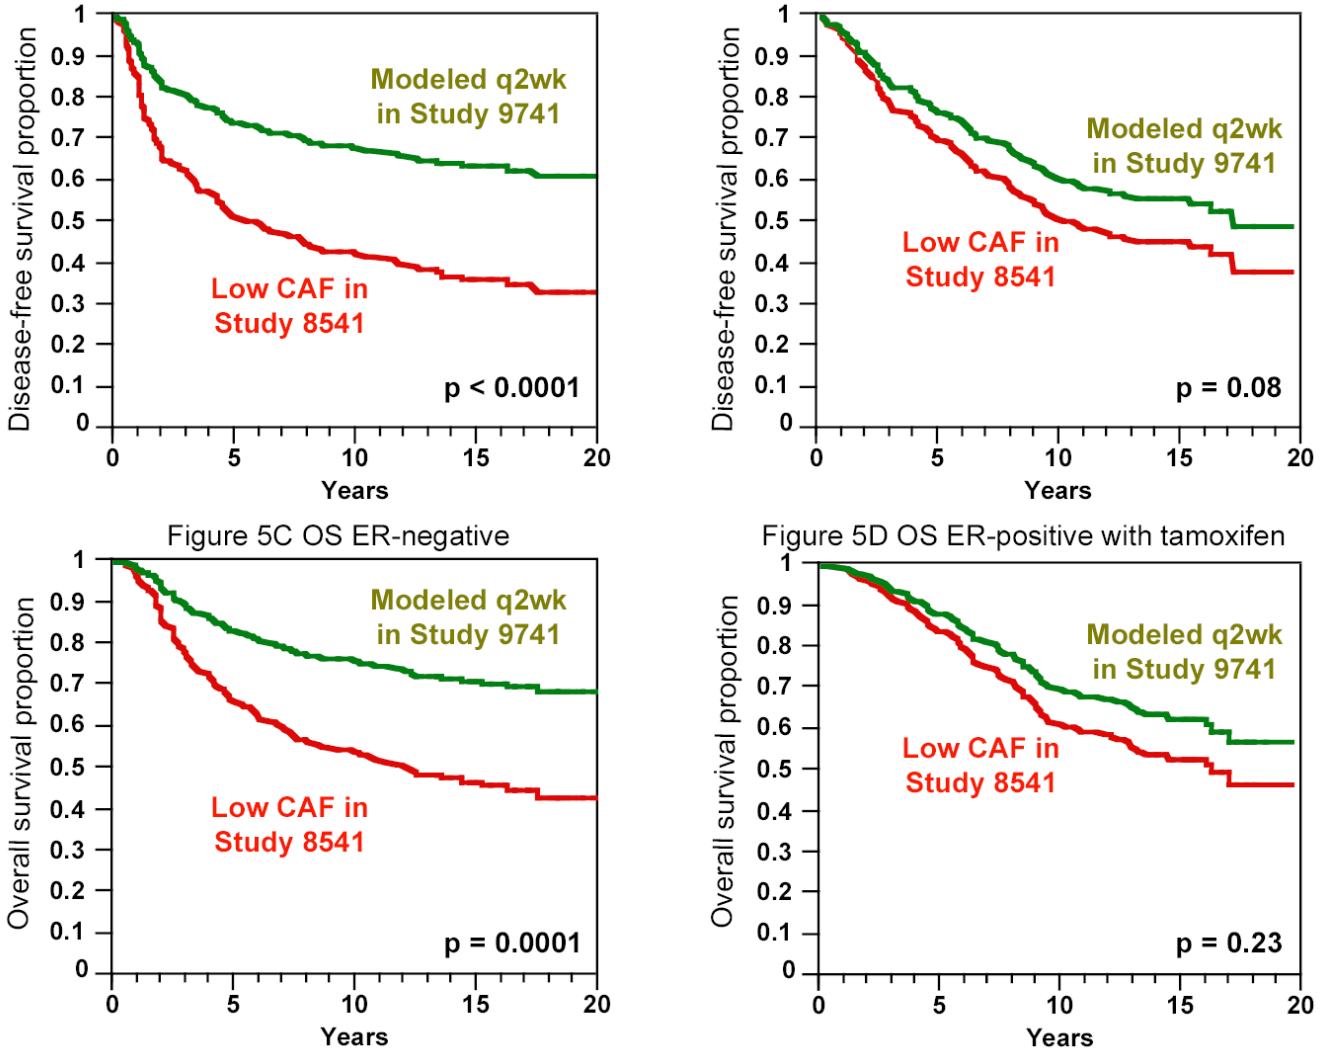 Disease-free survival proportion
1
0.9
0.8
0.7
0.6
0.5
0.4
0.3
0.2
0.1
0
Modeled q2wk
in Study 9741
Low CAF in
Study 8541
p < 0.0001
0 5 10 15 20
Years
Disease-free survival proportion
1
0.9
0.8
0.7
0.6
0.5
0.4
0.3
0.2
0.1
0
Modeled q2wk
in Study 9741
Low CAF in
Study 8541
p = 0.08
0 5 10 15 20
Years
Figure 5C OS ER-negative
Overall survival proportion
1
0.9
0.8
0.7
0.6
0.5
0.4
0.3
0.2
0.1
0
Modeled q2wk
in Study 9741
Low CAF in
Study 8541
p = 0.0001
0 5 10 15 20
Years
Figure 5D OS ER-positive with tamoxifen
Overall survival proportion
1
0.9
0.8
0.7
0.6
0.5
0.4
0.3
0.2
0.1
0
Modeled q2wk
in Study 9741
Low CAF in
Study 8541
p = 0.23
0 5 10 15 20
Years